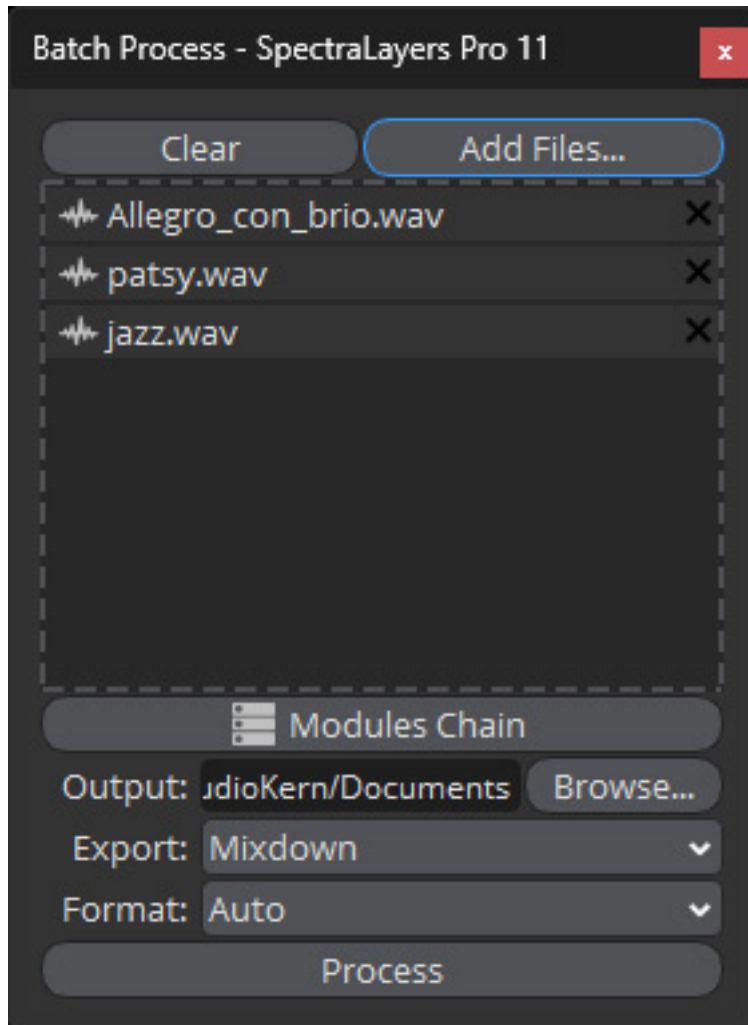 Batch Process - SpectraLayers Pro 11 x
Clear Add Files...
Allegro_con_brio.wav
patsy.wav
jazz.wav
Modules Chain
Output: udioKern/Documents Browse...
Export: Mixdown
Format: Auto
Process